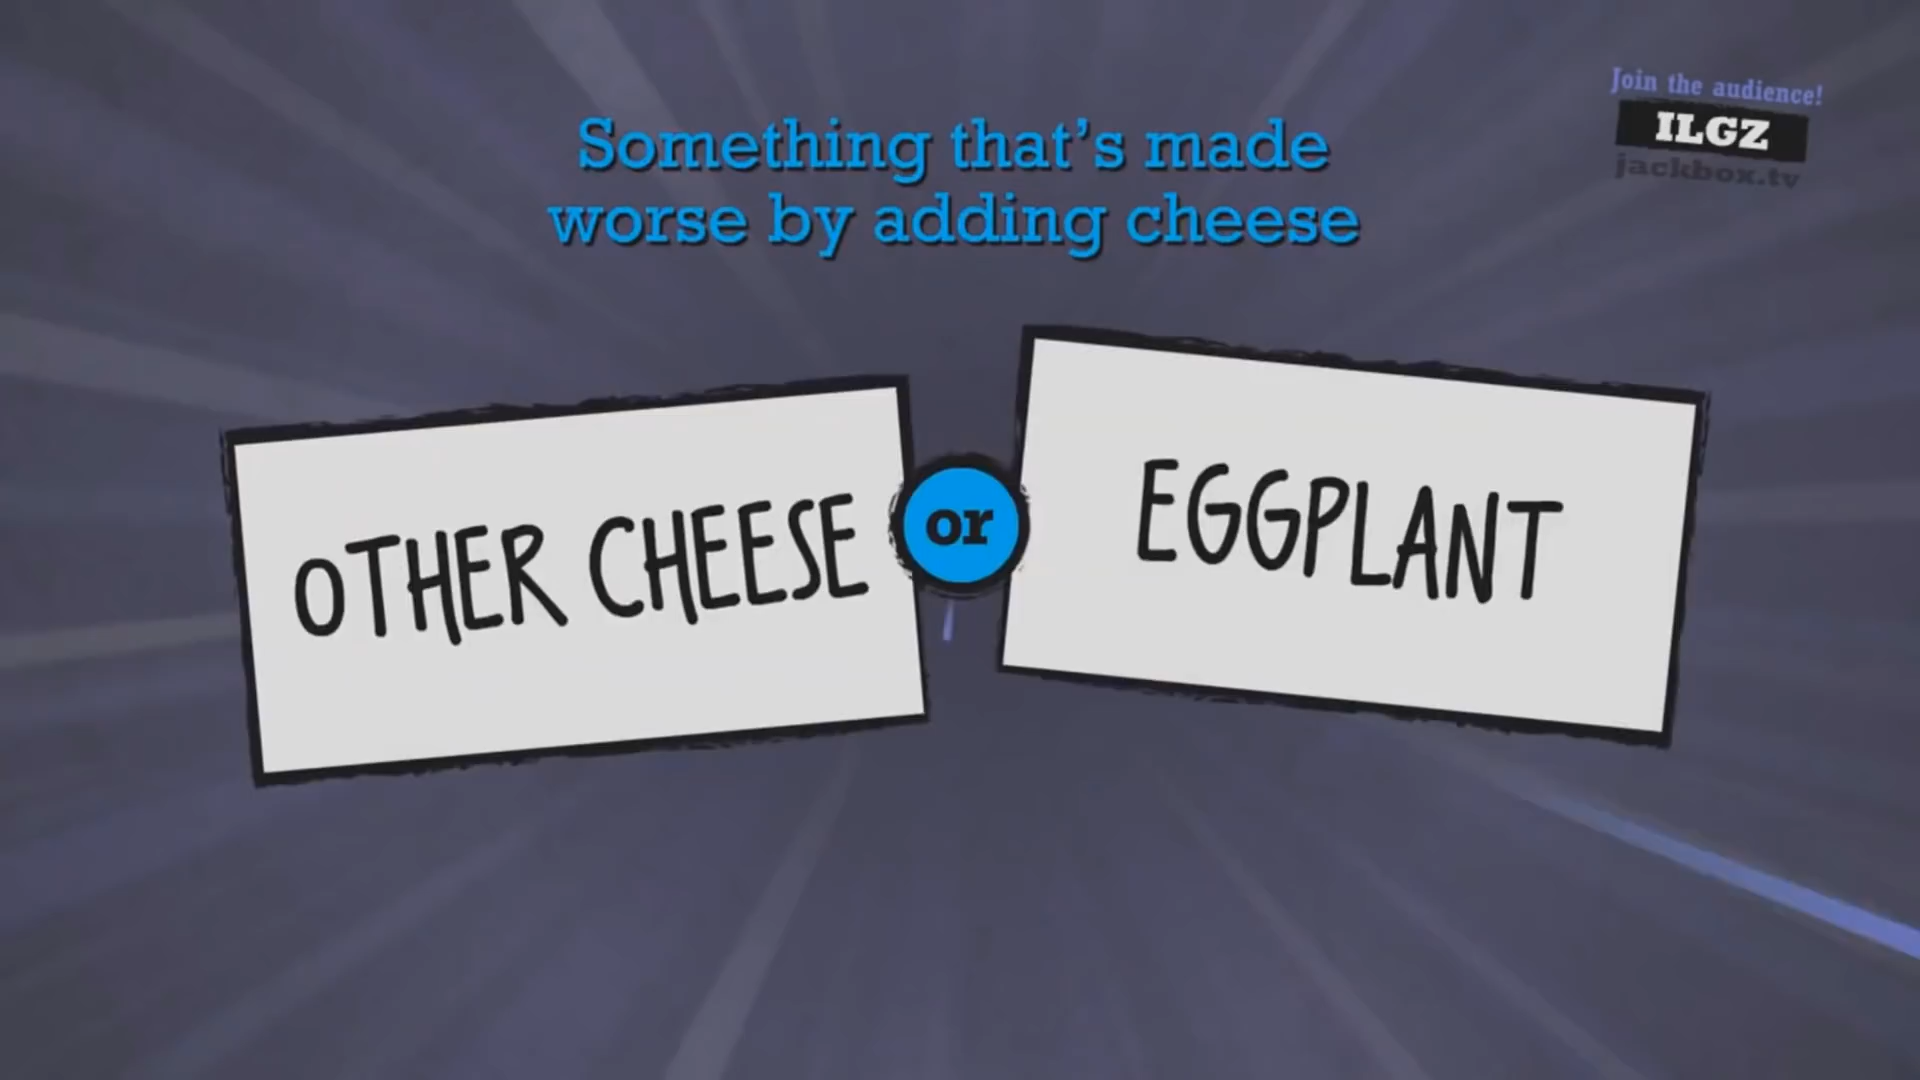 Join the audience!
ILGZ
jackbox.tv
Something that's made
worse by adding cheese
OTHER CHEESE
or
EGGPLANT